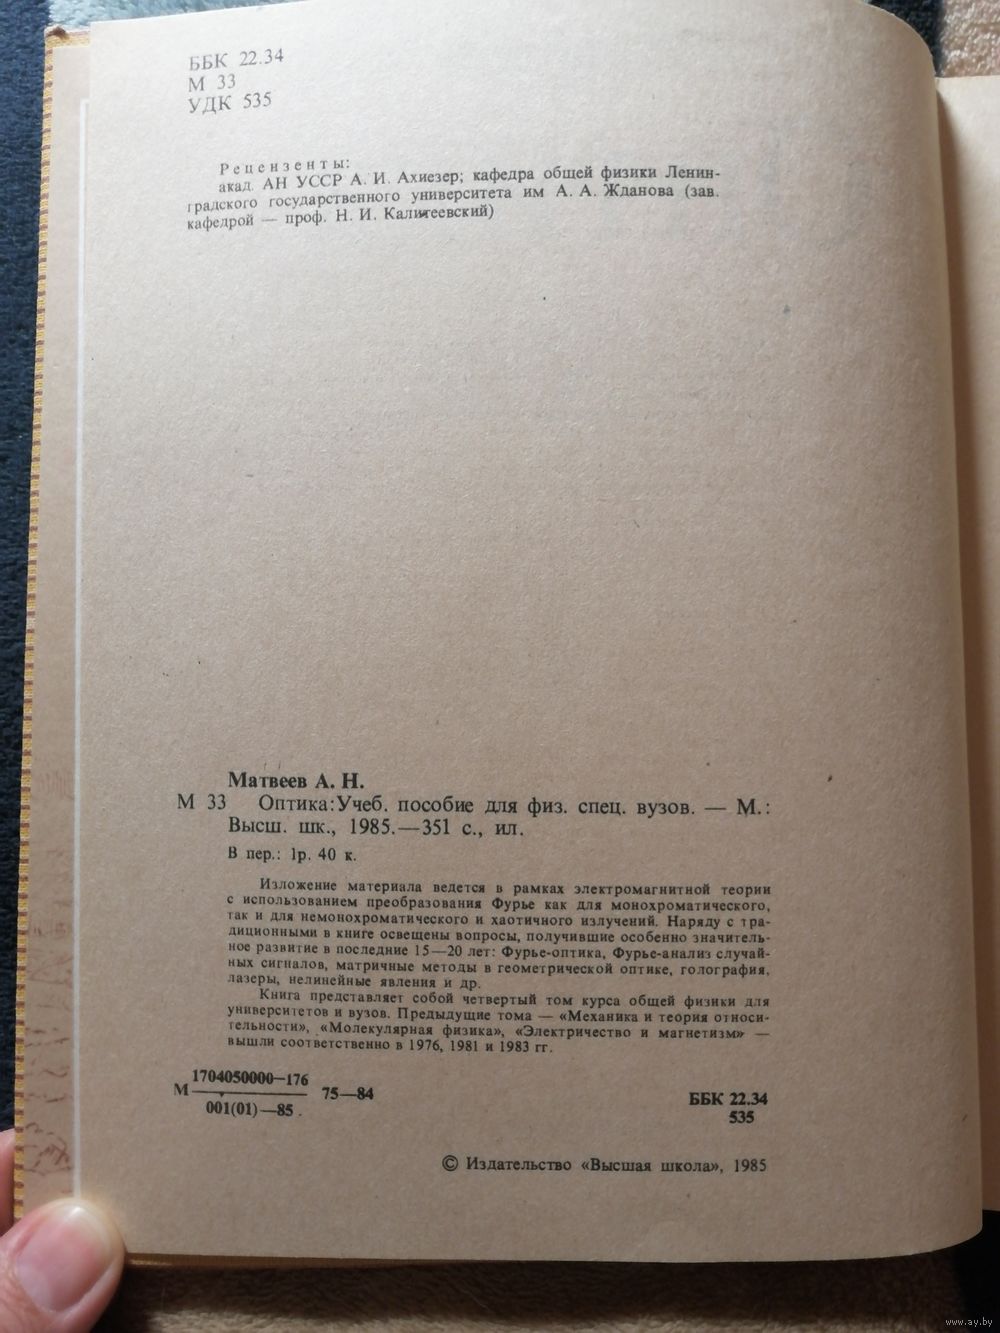 ББК 22.34
М 33
УДК 535
Рецензенты:
акад. АН УССР А. И. Ахиезер; кафедра общей физики Ленин-
градского государственного университета им А. А. Жданова (зав.
кафедрой — проф. Н. И. Калитеевский)
Матвеев А. Н.
М 33 Оптика:Учеб. пособие для физ. спец. вузов. — М.:
Высш. шк., 1985.—351 с., ил.
В пер.: 1р. 40 к.
Изложение материала ведется в рамках электромагнитной теории
с использованием преобразования Фурье как для монохроматического,
так и для немонохроматического и хаотичного излучений. Наряду с тра-
диционными в книге освещены вопросы, получившие особенно значитель-
ное развитие в последние 15—20 лет: Фурье-оптика, Фурье-анализ случай-
ных сигналов, матричные методы в геометрической оптике, голография,
лазеры, нелинейные явления и др.
Книга представляет собой четвертый том курса общей физики для
университетов и вузов. Предыдущие тома — «Механика и теория относи-
тельности», «Молекулярная физика», «Электричество и магнетизм» —
вышли соответственно в 1976, 1981 и 1983 гг.
1704050000—176
М 75—84
001(01)—85
ББК 22.34
535
© Издательство «Высшая школа», 1985
www.ay.by